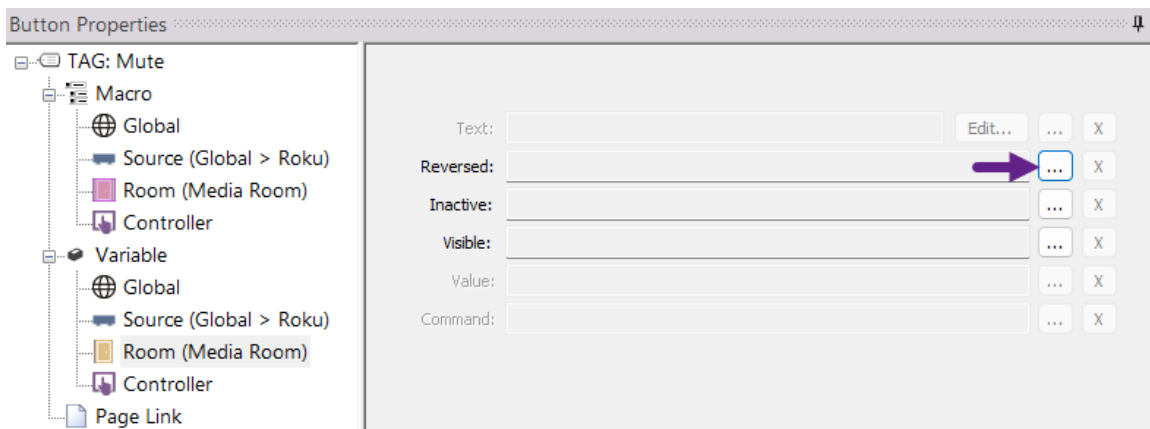 Button Properties
TAG: Mute
Macro
Global
Source (Global > Roku)
Room (Media Room)
Controller
Variable
Global
Source (Global > Roku)
Room (Media Room)
Controller
Page Link
Text: Edit... ... X
Reversed: ... X
Inactive: ... X
Visible: ... X
Value: ... X
Command: ... X